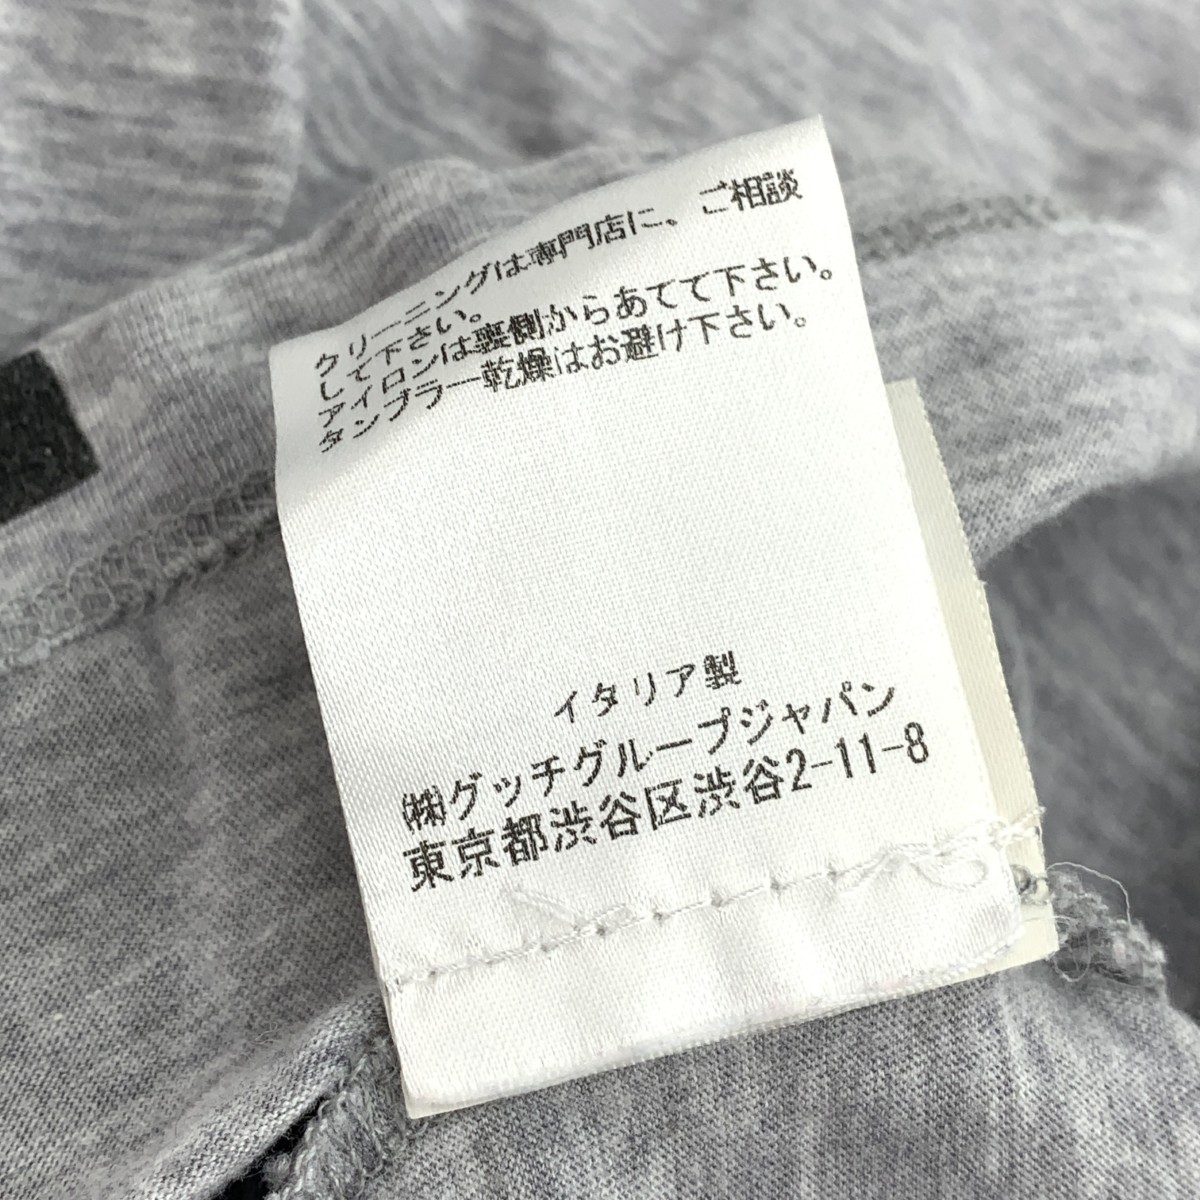 クリーニングは専門店に、ご相談
して下さい。
アイロンは裏側からあてて下さい。
タンブラー乾燥はお避け下さい。
イタリア製
㈱グッチグループジャパン
東京都渋谷区渋谷2-11-8